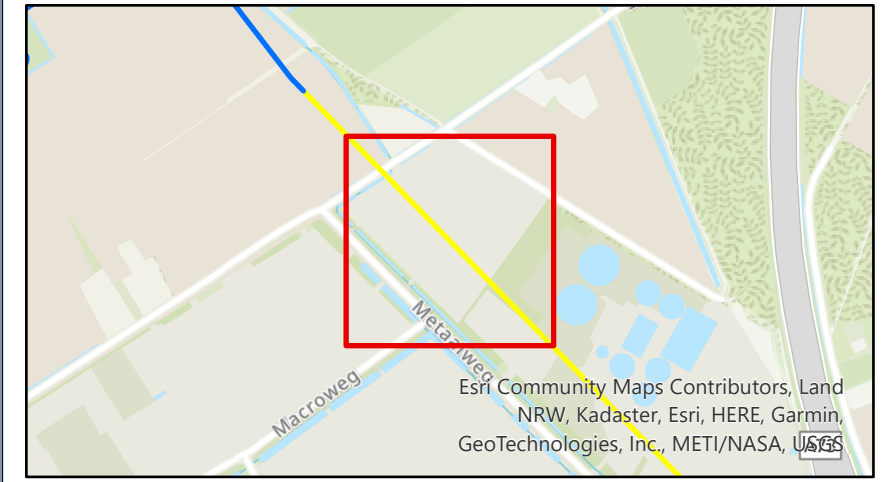 Metaalweg
Macroweg
Esri Community Maps Contributors, Land
NRW, Kadaster, Esri, HERE, Garmin,
GeoTechnologies, Inc., METI/NASA, USGS